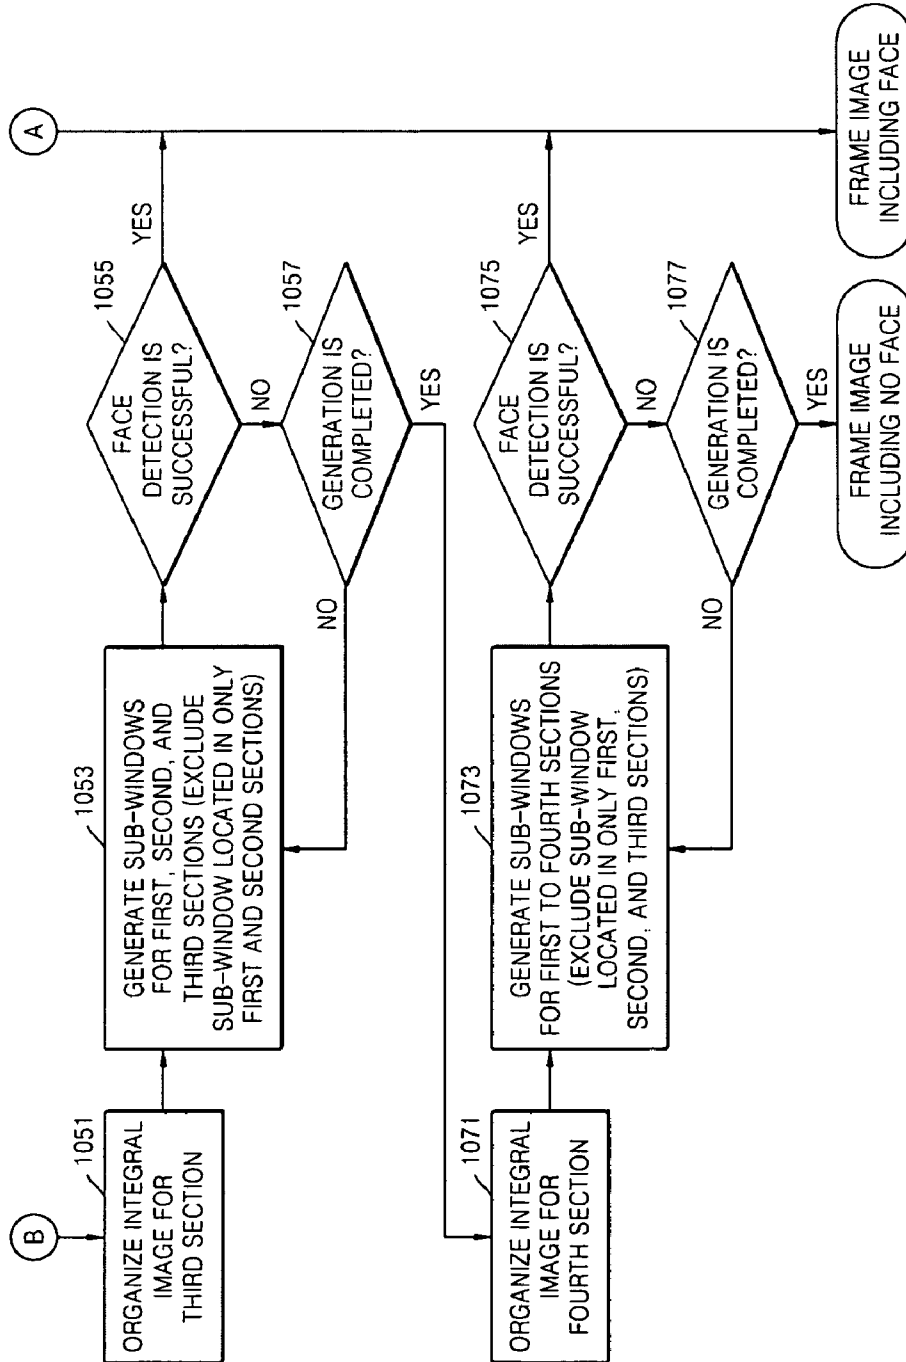 B
1051
ORGANIZE INTEGRAL
IMAGE FOR
THIRD SECTION
1053
GENERATE SUB-WINDOWS
FOR FIRST, SECOND, AND
THIRD SECTIONS (EXCLUDE
SUB-WINDOW LOCATED IN ONLY
FIRST AND SECOND SECTIONS)
1055
FACE
DETECTION IS
SUCCESSFUL?
YES
A
NO
1057
GENERATION IS
COMPLETED?
NO
YES
1071
ORGANIZE INTEGRAL
IMAGE FOR
FOURTH SECTION
1073
GENERATE SUB-WINDOWS
FOR FIRST TO FOURTH SECTIONS
(EXCLUDE SUB-WINDOW
LOCATED IN ONLY FIRST,
SECOND, AND THIRD SECTIONS)
1075
FACE
DETECTION IS
SUCCESSFUL?
YES
NO
1077
GENERATION IS
COMPLETED?
NO
YES
FRAME IMAGE
INCLUDING NO FACE
FRAME IMAGE
INCLUDING FACE